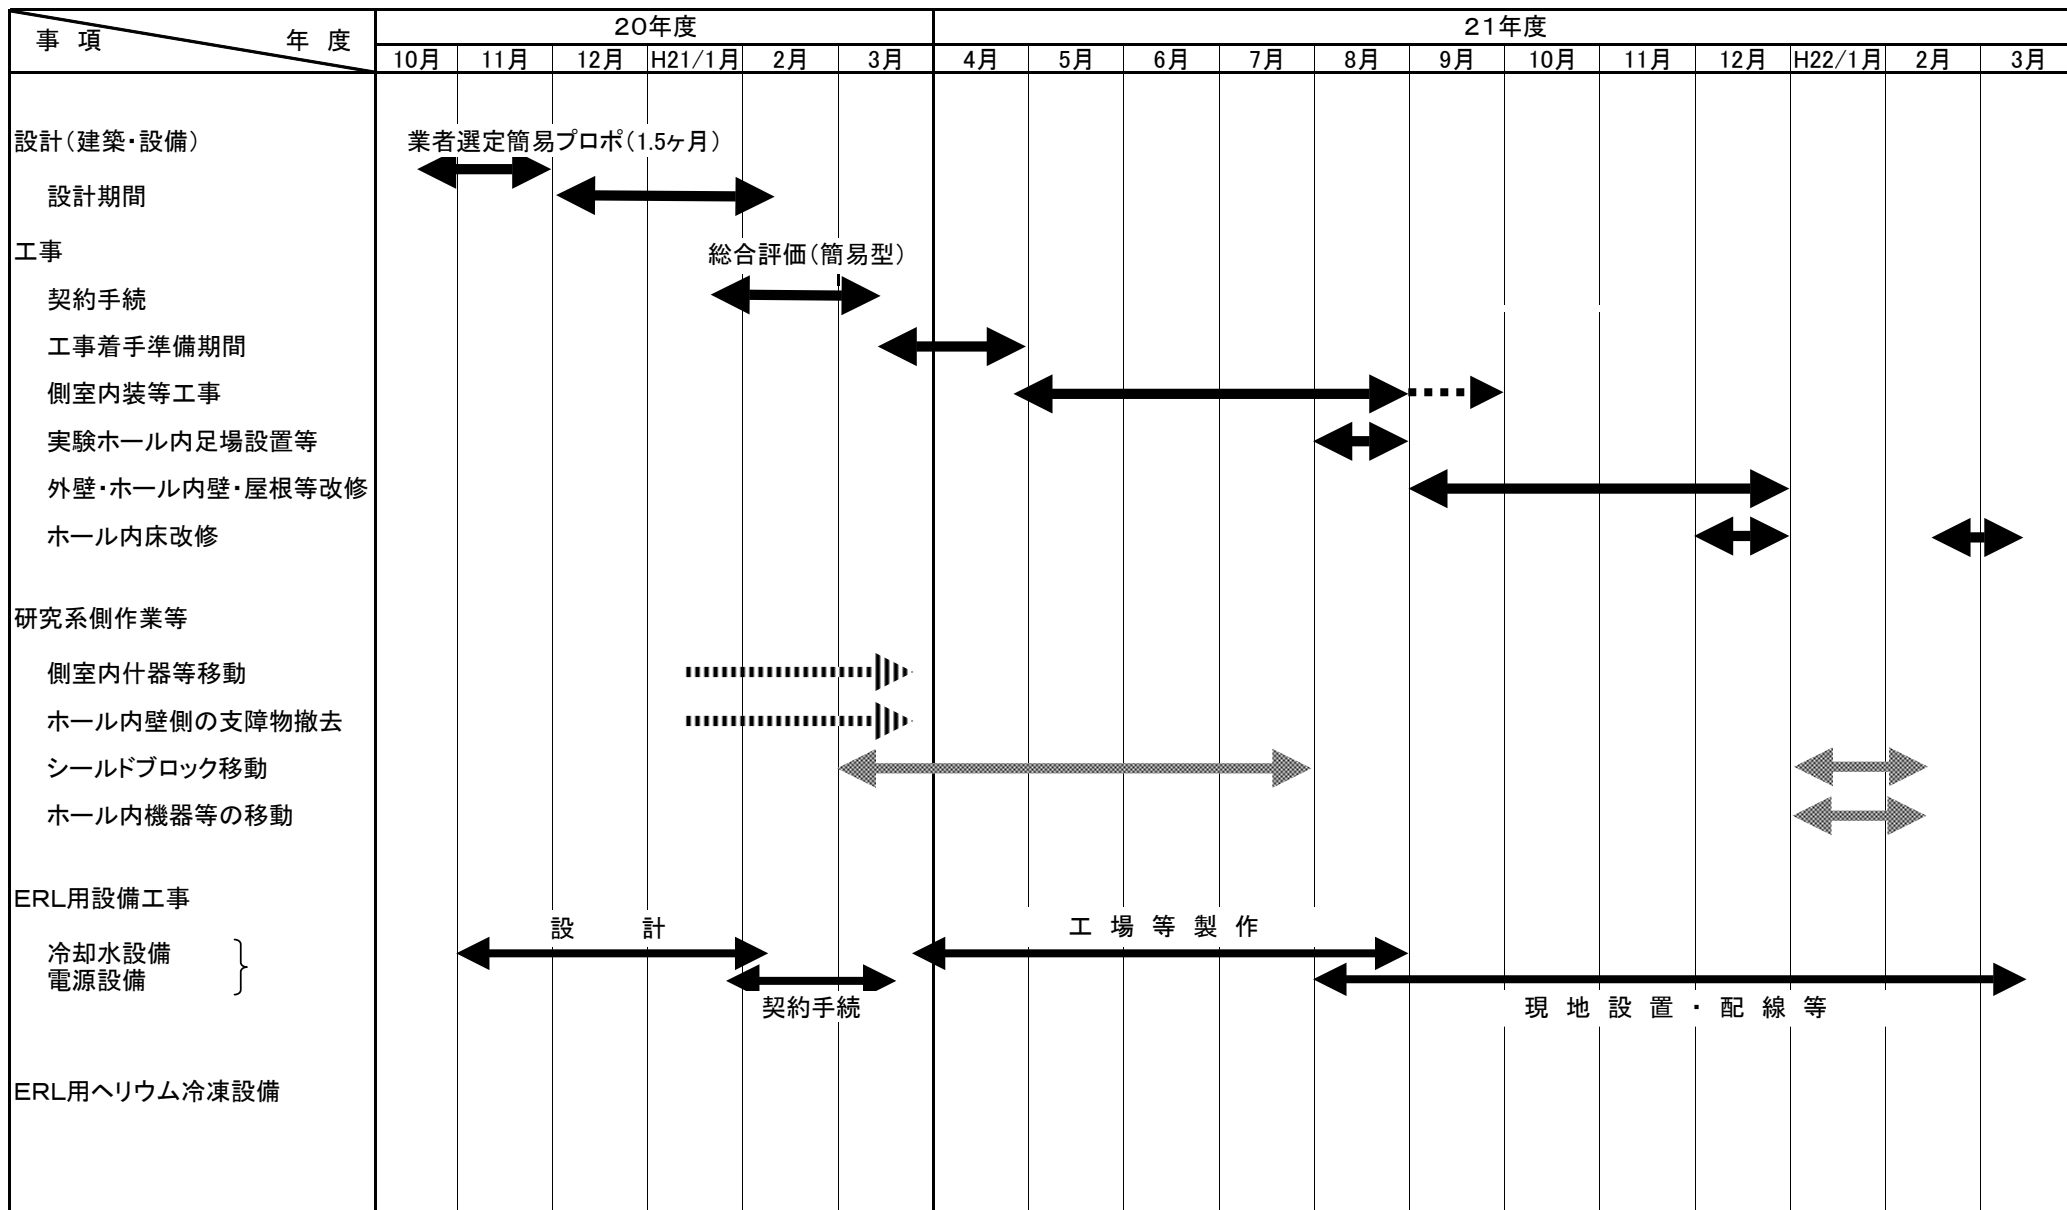 事 項 年 度
20年度 21年度
10月 11月 12月 H21/1月 2月 3月 4月 5月 6月 7月 8月 9月 10月 11月 12月 H22/1月 2月 3月
設計(建築・設備)
業者選定簡易プロポ(1.5ヶ月)
設計期間
工事
総合評価(簡易型)
契約手続
工事着手準備期間
側室内装等工事
実験ホール内足場設置等
外壁・ホール内壁・屋根等改修
ホール内床改修
研究系側作業等
側室内什器等移動
ホール内壁側の支障物撤去
シールドブロック移動
ホール内機器等の移動
ERL用設備工事
設 計 工 場 等 製 作
冷却水設備
電源設備
契約手続 現 地 設 置 ・ 配 線 等
ERL用ヘリウム冷凍設備